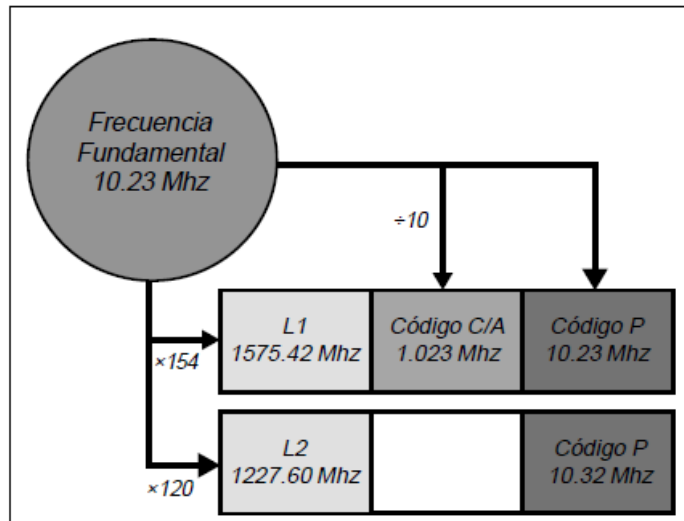 Frecuencia
Fundamental
10.23 Mhz
÷10
×154
L1
1575.42 Mhz
Código C/A
1.023 Mhz
Código P
10.23 Mhz
×120
L2
1227.60 Mhz
Código P
10.32 Mhz